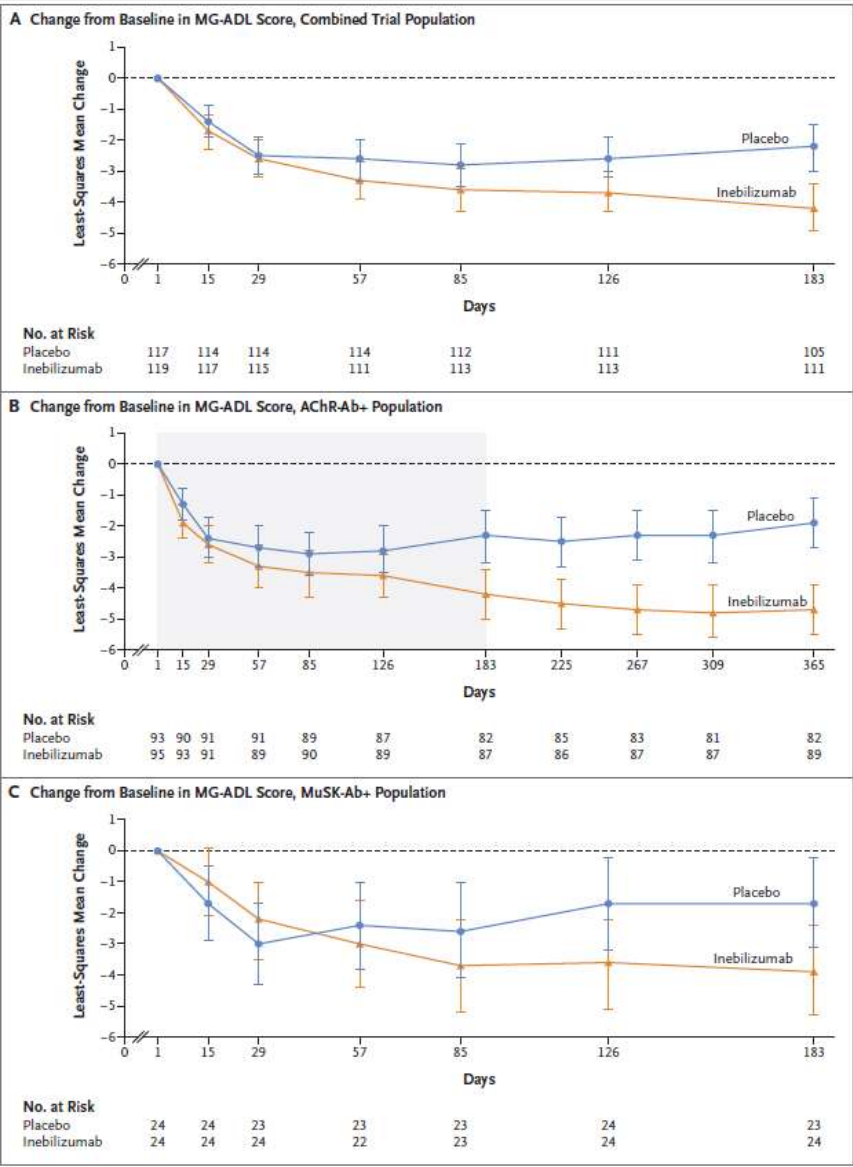 A Change from Baseline in MG-ADL Score, Combined Trial Population
Least-Squares Mean Change
1
0
−1
−2
−3
−4
−5
−6
Placebo
Inebilizumab
0 1 15 29 57 85 126 183
Days
No. at Risk
Placebo 117 114 114 114 112 111 105
Inebilizumab 119 117 115 111 113 113 111
B Change from Baseline in MG-ADL Score, AChR-Ab+ Population
Least-Squares Mean Change
1
0
−1
−2
−3
−4
−5
−6
Placebo
Inebilizumab
0 1 15 29 57 85 126 183 225 267 309 365
Days
No. at Risk
Placebo 93 90 91 91 89 87 82 85 83 81 82
Inebilizumab 95 93 91 89 90 89 87 86 87 87 89
C Change from Baseline in MG-ADL Score, MuSK-Ab+ Population
Least-Squares Mean Change
1
0
−1
−2
−3
−4
−5
−6
Placebo
Inebilizumab
0 1 15 29 57 85 126 183
Days
No. at Risk
Placebo 24 24 23 23 23 24 23
Inebilizumab 24 24 24 22 23 24 24